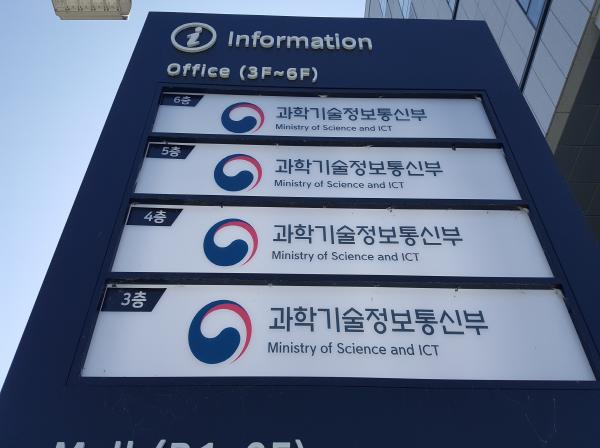 i Information
Office (3F~6F)
6층
과학기술정보통신부
Ministry of Science and ICT
5층
과학기술정보통신부
Ministry of Science and ICT
4층
과학기술정보통신부
Ministry of Science and ICT
3층
과학기술정보통신부
Ministry of Science and ICT